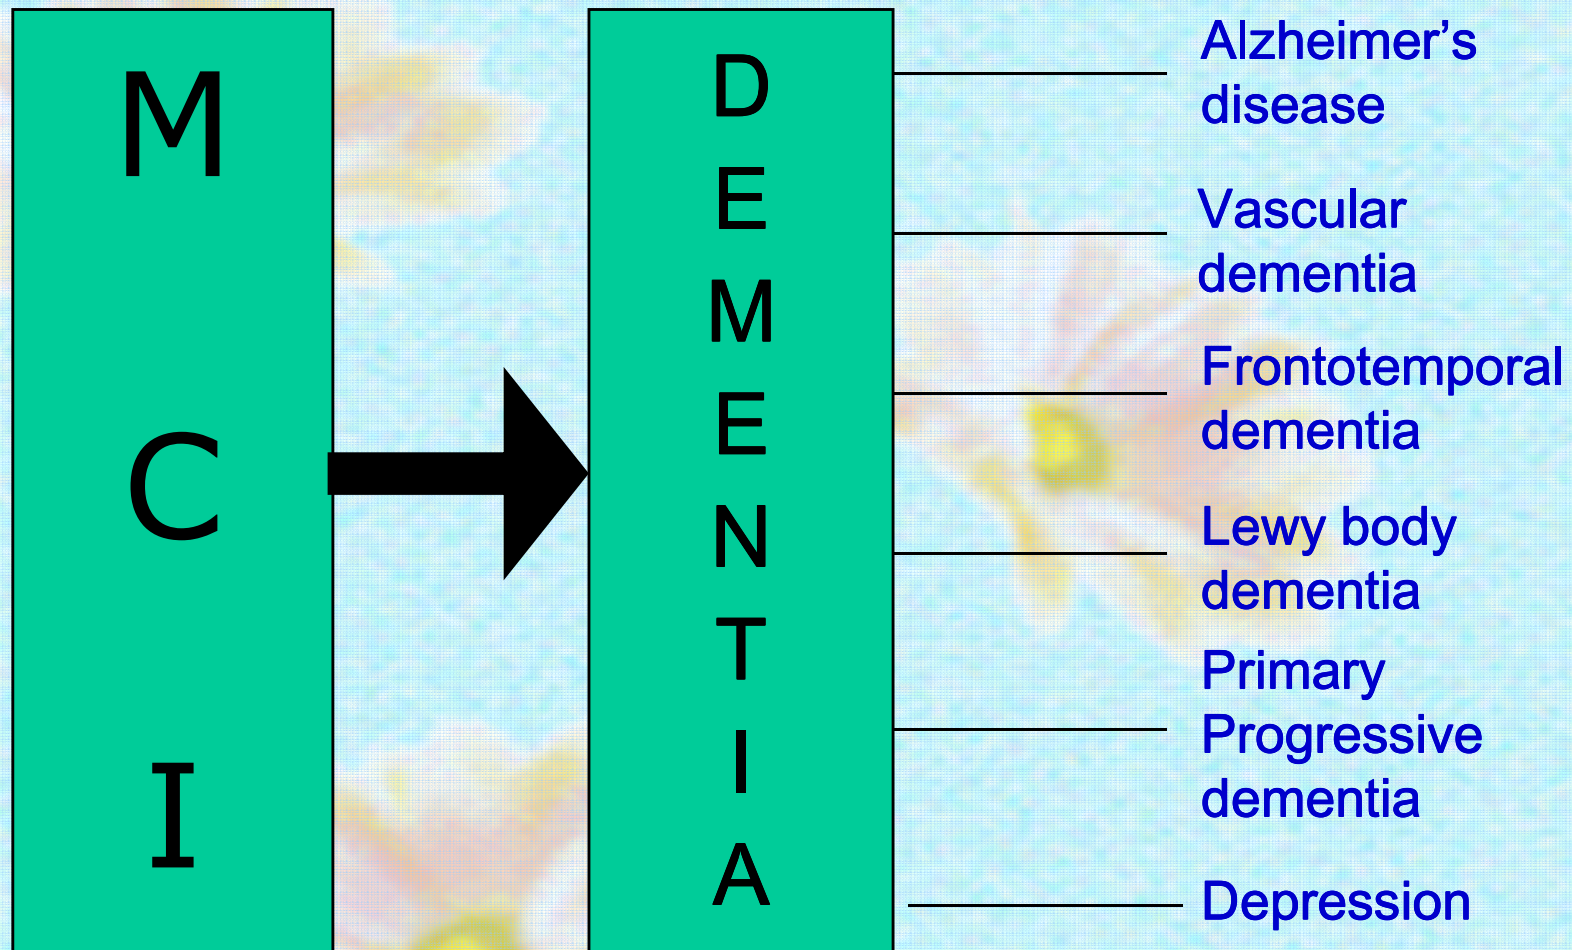 M
C
I
D
E
M
E
N
T
I
A
Alzheimer’s
disease
Vascular
dementia
Frontotemporal
dementia
Lewy body
dementia
Primary
Progressive
dementia
Depression